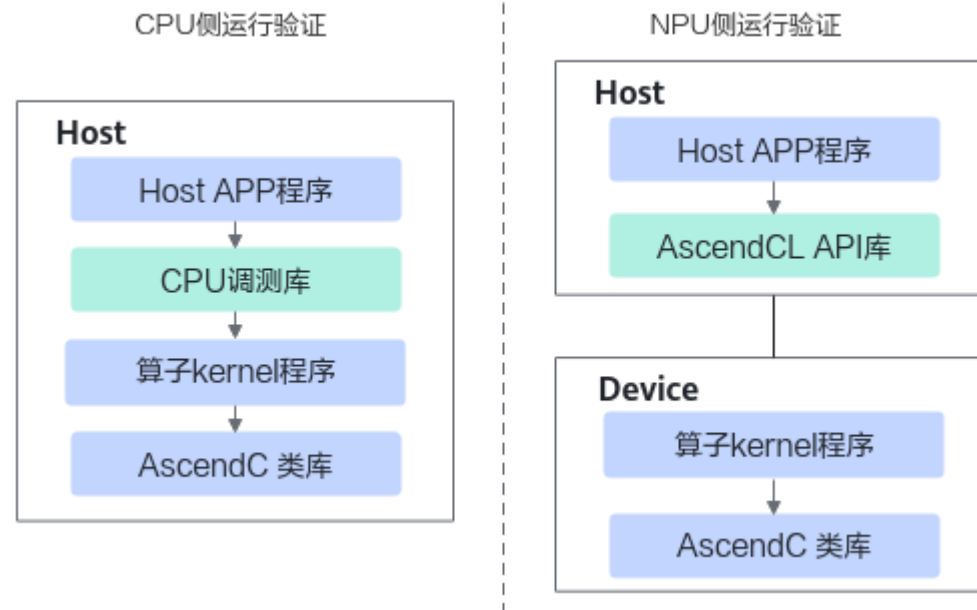 CPU侧运行验证
Host
Host APP程序
CPU调测库
算子kernel程序
AscendC 类库
NPU侧运行验证
Host
Host APP程序
AscendCL API库
Device
算子kernel程序
AscendC 类库